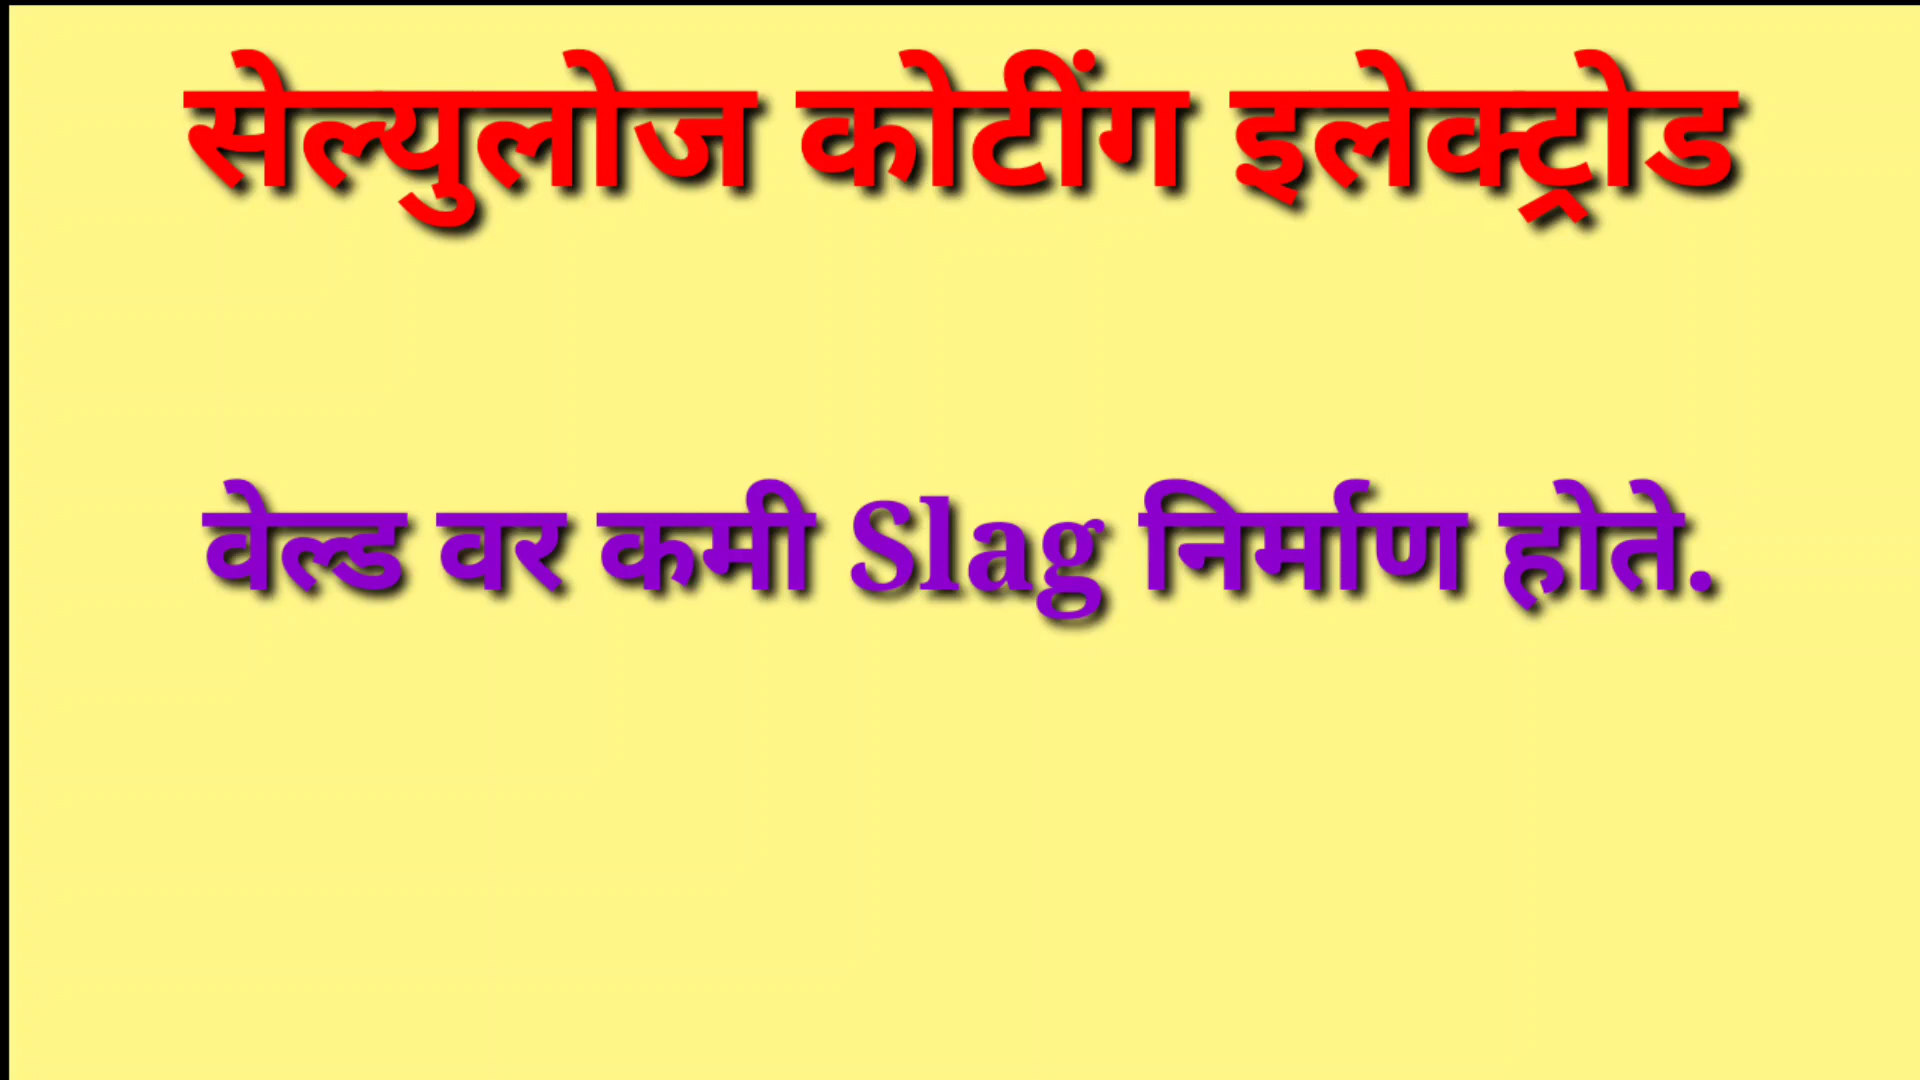 सेल्युलोज कोटींग इलेक्ट्रोड
वेल्ड वर कमी Slag निर्माण होते.